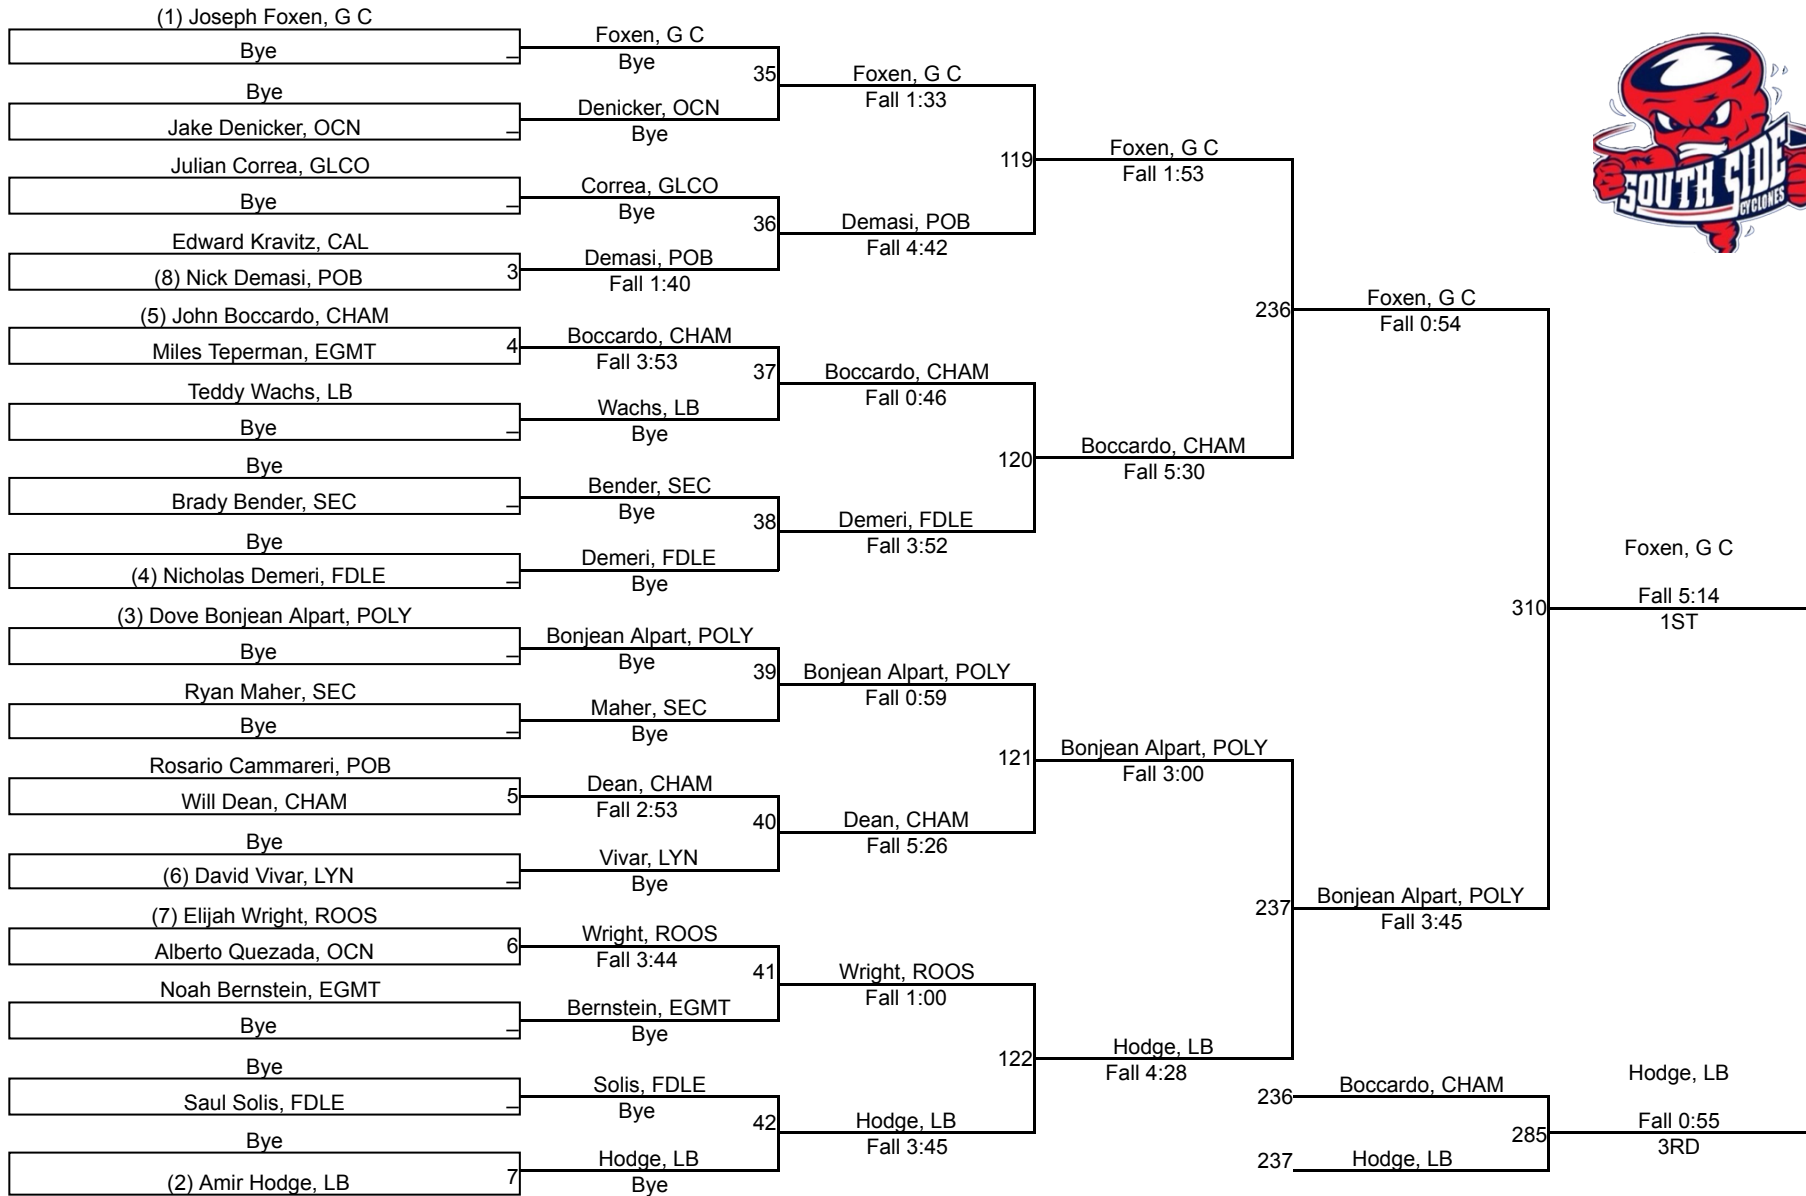 (1) Joseph Foxen, G C
Bye
_
Bye
Jake Denicker, OCN
_
Julian Correa, GLCO
Bye
_
Edward Kravitz, CAL
(8) Nick Demasi, POB
3
(5) John Boccardo, CHAM
Miles Teperman, EGMT
4
Teddy Wachs, LB
Bye
_
Bye
Brady Bender, SEC
_
Bye
(4) Nicholas Demeri, FDLE
_
(3) Dove Bonjean Alpart, POLY
Bye
_
Ryan Maher, SEC
Bye
_
Rosario Cammareri, POB
Will Dean, CHAM
5
Bye
(6) David Vivar, LYN
_
(7) Elijah Wright, ROOS
Alberto Quezada, OCN
6
Noah Bernstein, EGMT
Bye
_
Bye
Saul Solis, FDLE
_
Bye
(2) Amir Hodge, LB
7
Foxen, G C
Bye
35
Denicker, OCN
Bye
Correa, GLCO
Bye
36
Demasi, POB
Fall 1:40
Boccardo, CHAM
Fall 3:53
37
Wachs, LB
Bye
Bender, SEC
Bye
38
Demeri, FDLE
Bye
Bonjean Alpart, POLY
Bye
39
Maher, SEC
Bye
Dean, CHAM
Fall 2:53
40
Vivar, LYN
Bye
Wright, ROOS
Fall 3:44
41
Bernstein, EGMT
Bye
Solis, FDLE
Bye
42
Hodge, LB
Bye
Foxen, G C
Fall 1:33
119
Demasi, POB
Fall 4:42
Boccardo, CHAM
Fall 0:46
120
Demeri, FDLE
Fall 3:52
Bonjean Alpart, POLY
Fall 0:59
121
Dean, CHAM
Fall 5:26
Wright, ROOS
Fall 1:00
122
Hodge, LB
Fall 3:45
Foxen, G C
Fall 1:53
236
Boccardo, CHAM
Fall 5:30
Bonjean Alpart, POLY
Fall 3:00
237
Hodge, LB
Fall 4:28
Foxen, G C
Fall 0:54
310
Bonjean Alpart, POLY
Fall 3:45
Foxen, G C
Fall 5:14
1ST
236
Boccardo, CHAM
285
237
Hodge, LB
Hodge, LB
Fall 0:55
3RD
SOUTH SIDE
CYCLONES